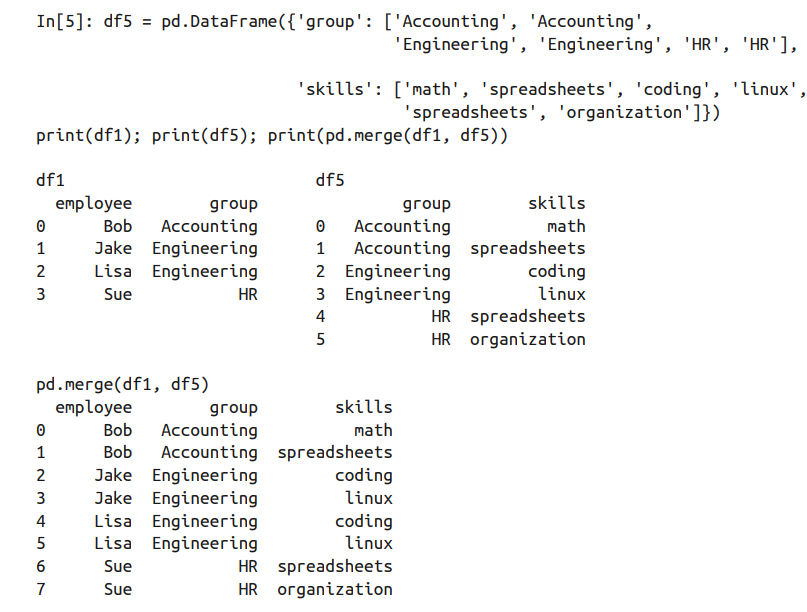 In[5]: df5 = pd.DataFrame({'group': ['Accounting', 'Accounting',
'Engineering', 'Engineering', 'HR', 'HR'],
'skills': ['math', 'spreadsheets', 'coding', 'linux',
'spreadsheets', 'organization']})
print(df1); print(df5); print(pd.merge(df1, df5))
df1 df5
employee group group skills
0 Bob Accounting 0 Accounting math
1 Jake Engineering 1 Accounting spreadsheets
2 Lisa Engineering 2 Engineering coding
3 Sue HR 3 Engineering linux
4 HR spreadsheets
5 HR organization
pd.merge(df1, df5)
employee group skills
0 Bob Accounting math
1 Bob Accounting spreadsheets
2 Jake Engineering coding
3 Jake Engineering linux
4 Lisa Engineering coding
5 Lisa Engineering linux
6 Sue HR spreadsheets
7 Sue HR organization